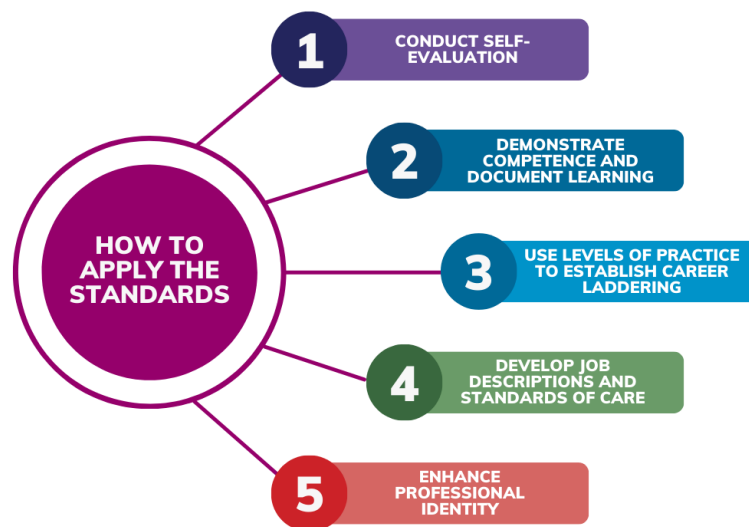 HOW TO
APPLY THE
STANDARDS
1
CONDUCT SELF-
EVALUATION
2
DEMONSTRATE
COMPETENCE AND
DOCUMENT LEARNING
3
USE LEVELS OF PRACTICE
TO ESTABLISH CAREER
LADDERING
4
DEVELOP JOB
DESCRIPTIONS AND
STANDARDS OF CARE
5
ENHANCE
PROFESSIONAL
IDENTITY